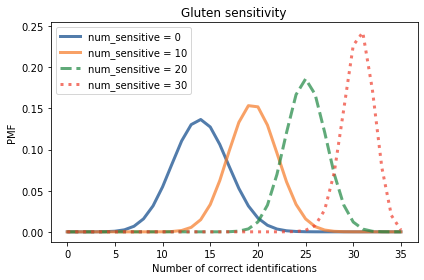 Gluten sensitivity
num_sensitive = 0
num_sensitive = 10
num_sensitive = 20
num_sensitive = 30
PMF
0.25
0.20
0.15
0.10
0.05
0.00
0 5 10 15 20 25 30 35
Number of correct identifications